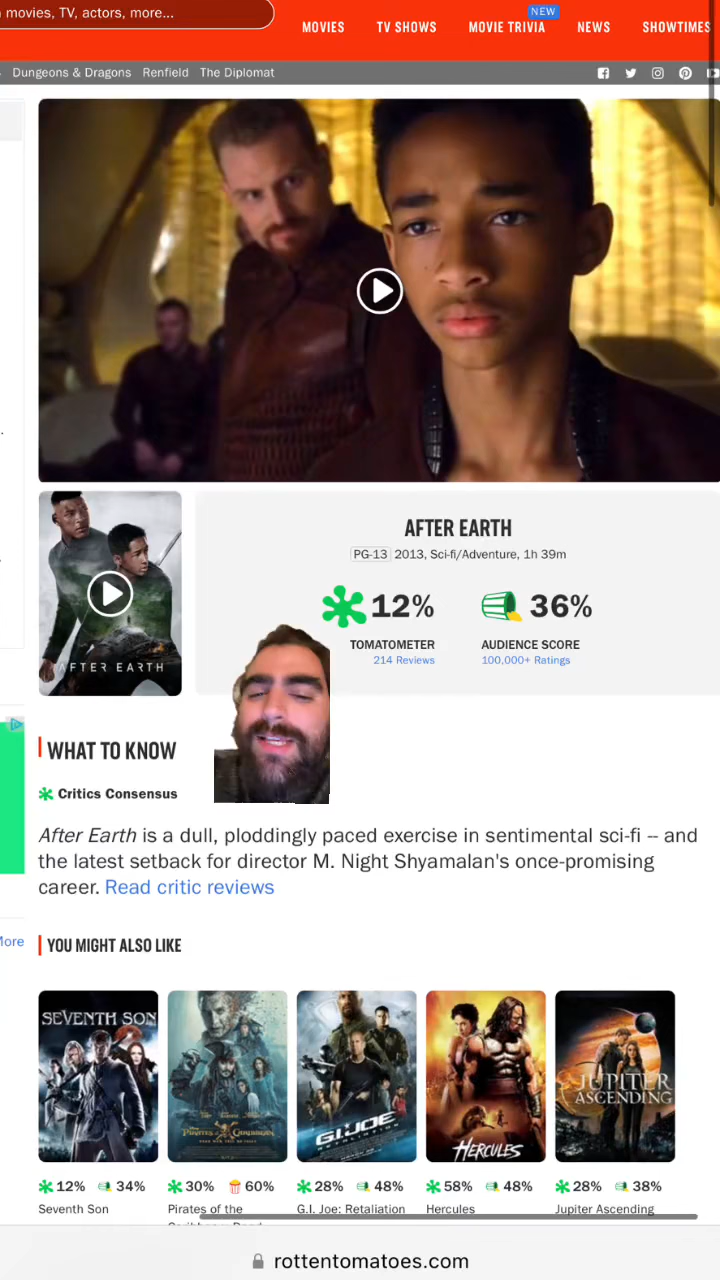 movies, TV, actors, more...
NEW
MOVIES TV SHOWS MOVIE TRIVIA NEWS SHOWTIMES
Dungeons & Dragons Renfield The Diplomat
AFTER EARTH
PG-13 2013, Sci-fi/Adventure, 1h 39m
12% 36%
TOMATOMETER AUDIENCE SCORE
214 Reviews 100,000+ Ratings
AFTER EARTH
WHAT TO KNOW
Critics Consensus
After Earth is a dull, ploddingly paced exercise in sentimental sci-fi -- and
the latest setback for director M. Night Shyamalan's once-promising
career. Read critic reviews
More
YOU MIGHT ALSO LIKE
SEVENTH SON
PIRATES of the CARIBBEAN
G.I. JOE
RETALIATION
HERCULES
JUPITER
ASCENDING
12% 34% 30% 60% 28% 48% 58% 48% 28% 38%
Seventh Son Pirates of the G.I. Joe: Retaliation Hercules Jupiter Ascending
rottentomatoes.com